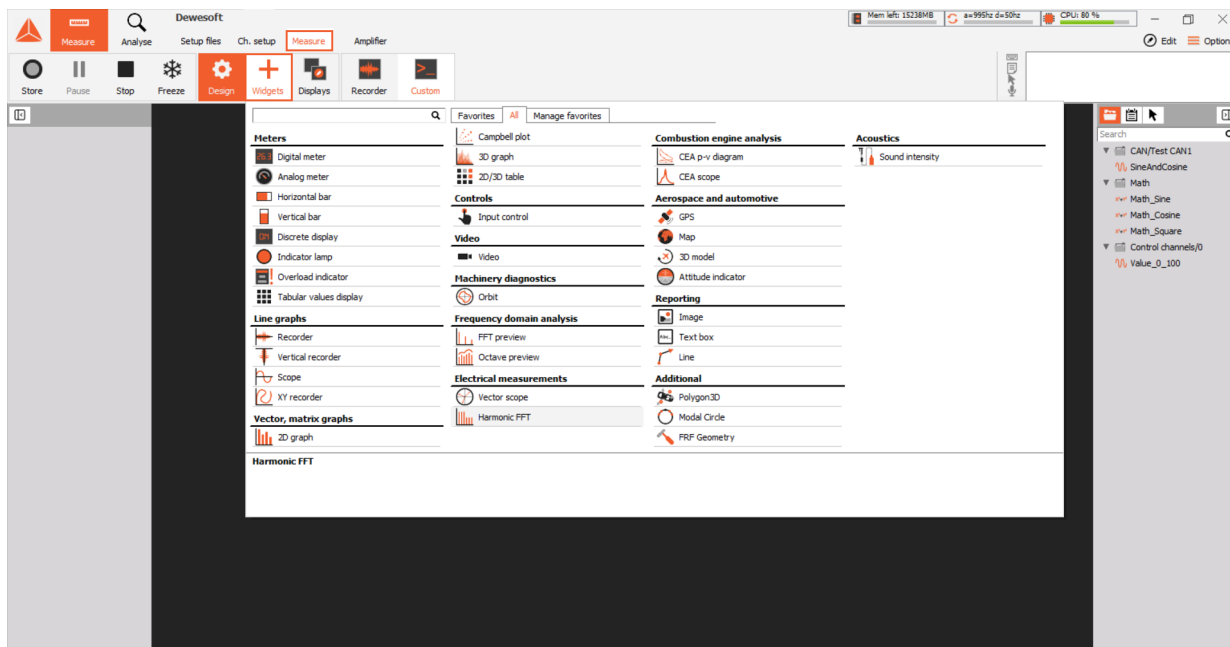 Dewesoft
Mem left: 15238MB
a=995hz d=50hz
CPU: 80 %
Measure
Analyse
Setup files
Ch. setup
Measure
Amplifier
Edit
Option
Store
Pause
Stop
Freeze
Design
Widgets
Displays
Recorder
Custom
Favorites
All
Manage favorites
Meters
Digital meter
Analog meter
Horizontal bar
Vertical bar
Discrete display
Indicator lamp
Overload indicator
Tabular values display
Line graphs
Recorder
Vertical recorder
Scope
XY recorder
Vector, matrix graphs
2D graph
Campbell plot
3D graph
2D/3D table
Controls
Input control
Video
Video
Machinery diagnostics
Orbit
Frequency domain analysis
FFT preview
Octave preview
Electrical measurements
Vector scope
Harmonic FFT
Combustion engine analysis
CEA p-v diagram
CEA scope
Aerospace and automotive
GPS
Map
3D model
Attitude indicator
Reporting
Image
Text box
Line
Additional
Polygon3D
Modal Circle
FRF Geometry
Acoustics
Sound intensity
Harmonic FFT
Search
CAN/Test CAN1
SineAndCosine
Math
Math_Sine
Math_Cosine
Math_Square
Control channels/0
Value_0_100